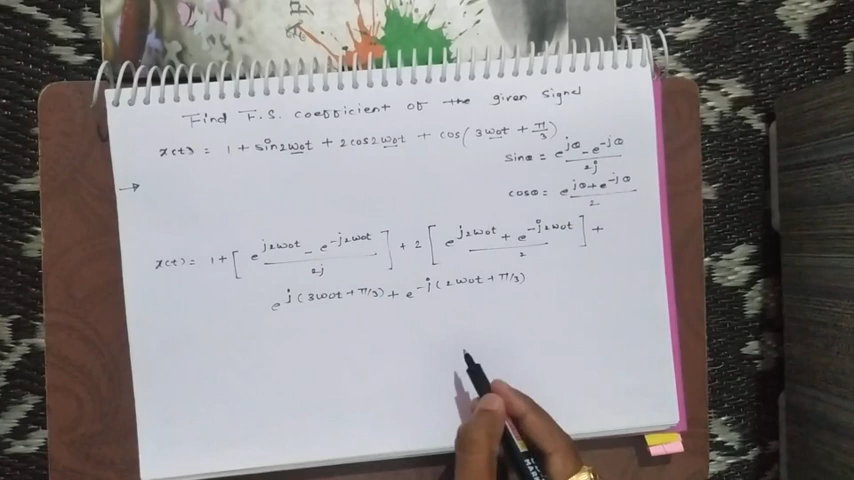 Find F.S. coefficient of the given signal
x(t) = 1 + sin2ω0t + 2cos2ω0t + cos(3ω0t + π/3)
sinθ = e^jθ - e^-jθ / 2j
→
cosθ = e^jθ + e^-jθ / 2
x(t) = 1 + [e^j2ω0t - e^-j2ω0t / 2j] + 2 [e^j2ω0t + e^-j2ω0t / 2] +
e^j(3ω0t + π/3) + e^-j(2ω0t + π/3)